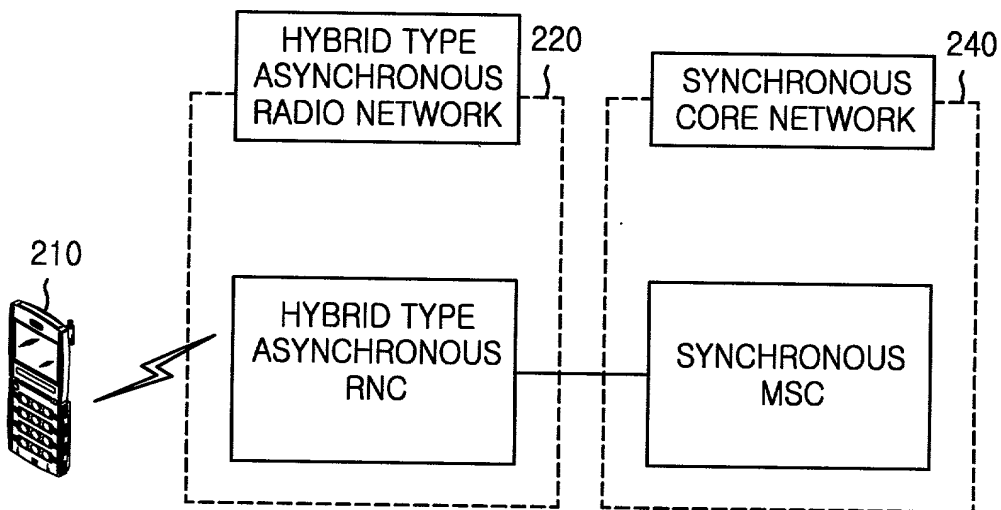 HYBRID TYPE
ASYNCHRONOUS
RADIO NETWORK
220
SYNCHRONOUS
CORE NETWORK
240
210
HYBRID TYPE
ASYNCHRONOUS
RNC
SYNCHRONOUS
MSC